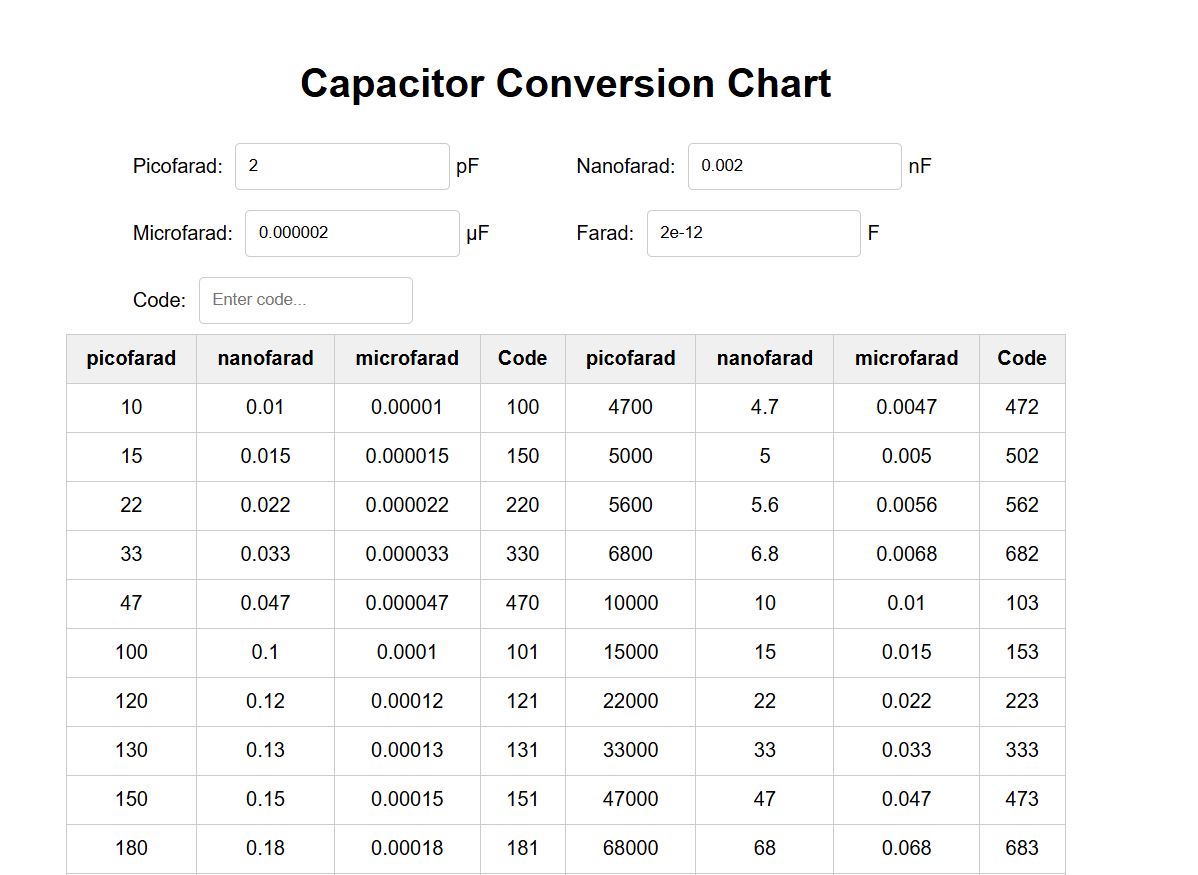 Capacitor Conversion Chart
Picofarad: 2 pF Nanofarad: 0.002 nF
Microfarad: 0.000002 µF Farad: 2e-12 F
Code: Enter code...
picofarad nanofarad microfarad Code picofarad nanofarad microfarad Code
10 0.01 0.00001 100 4700 4.7 0.0047 472
15 0.015 0.000015 150 5000 5 0.005 502
22 0.022 0.000022 220 5600 5.6 0.0056 562
33 0.033 0.000033 330 6800 6.8 0.0068 682
47 0.047 0.000047 470 10000 10 0.01 103
100 0.1 0.0001 101 15000 15 0.015 153
120 0.12 0.00012 121 22000 22 0.022 223
130 0.13 0.00013 131 33000 33 0.033 333
150 0.15 0.00015 151 47000 47 0.047 473
180 0.18 0.00018 181 68000 68 0.068 683